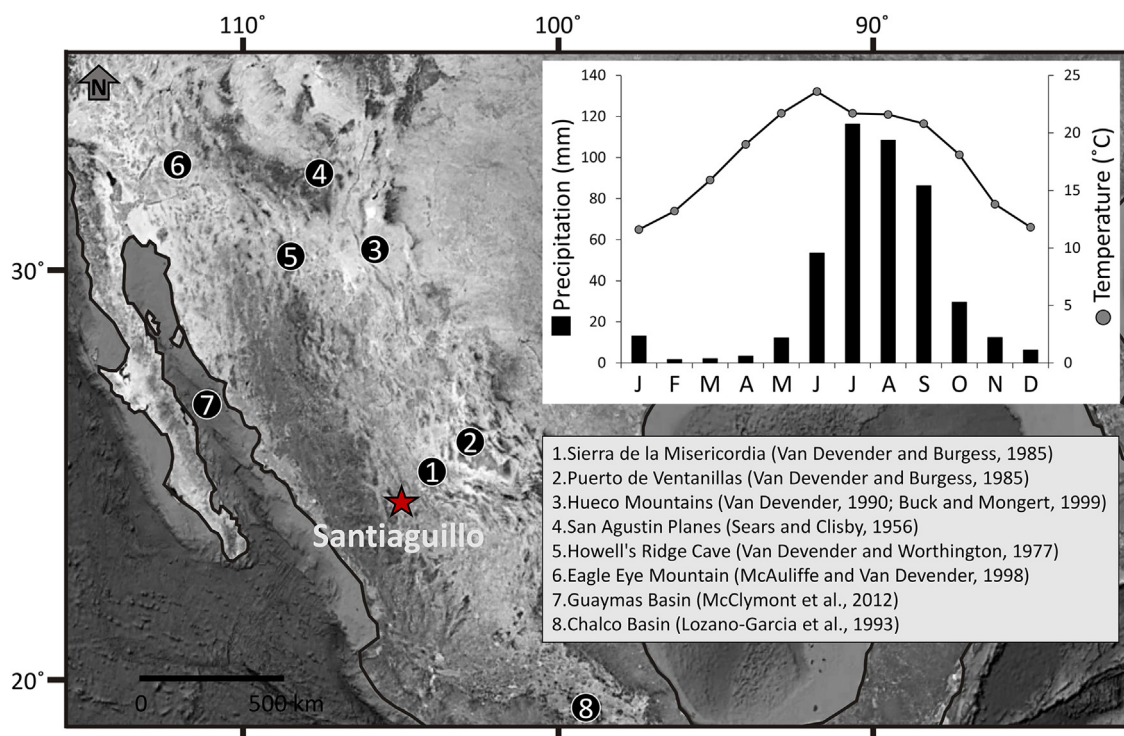 110˚ 100˚ 90˚
N
140 25
120
20
100
80 15
60 10
40
5
20
0 0
Precipitation (mm)
Temperature (˚C)
J F M A M J J A S O N D
6
4
3
5
30˚
7
2
1
Santiaguillo
1.Sierra de la Misericordia (Van Devender and Burgess, 1985)
2.Puerto de Ventanillas (Van Devender and Burgess, 1985)
3.Hueco Mountains (Van Devender, 1990; Buck and Mongert, 1999)
4.San Agustin Planes (Sears and Clisby, 1956)
5.Howell's Ridge Cave (Van Devender and Worthington, 1977)
6.Eagle Eye Mountain (McAuliffe and Van Devender, 1998)
7.Guaymas Basin (McClymont et al., 2012)
8.Chalco Basin (Lozano-Garcia et al., 1993)
20˚
0 500 km
8